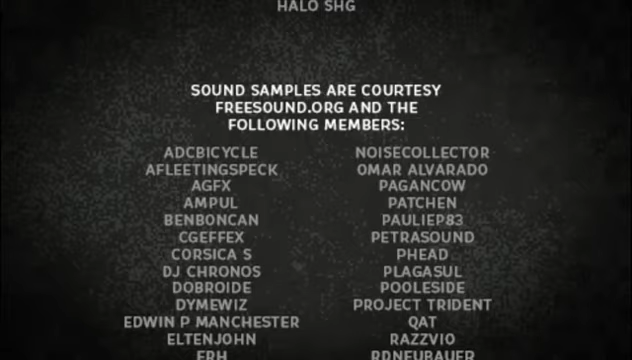 HALO SHG
SOUND SAMPLES ARE COURTESY
FREESOUND.ORG AND THE
FOLLOWING MEMBERS:
ADCBICYCLE
AFLEETINGSPECK
AGFX
AMPUL
BENBONCAN
CGEFFEX
CORSICA S
DJ CHRONOS
DOBROIDE
DYMEWIZ
EDWIN P MANCHESTER
ELTENJOHN
ERH
NOISECOLLECTOR
OMAR ALVARADO
PAGANCOW
PATCHEN
PAULIEP83
PETRASOUND
PHEAD
PLAGASUL
POOLESIDE
PROJECT TRIDENT
QAT
RAZZVIO
RDNEUBAUER